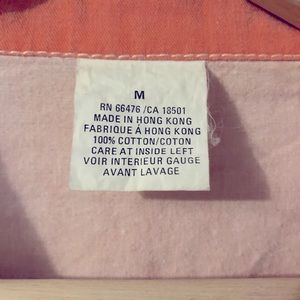 M
RN 66476 /CA 18501
MADE IN HONG KONG
FABRIQUÉ À HONG KONG
100% COTTON/COTON
CARE AT INSIDE LEFT
VOIR INTERIEUR GAUGE
AVANT LAVAGE